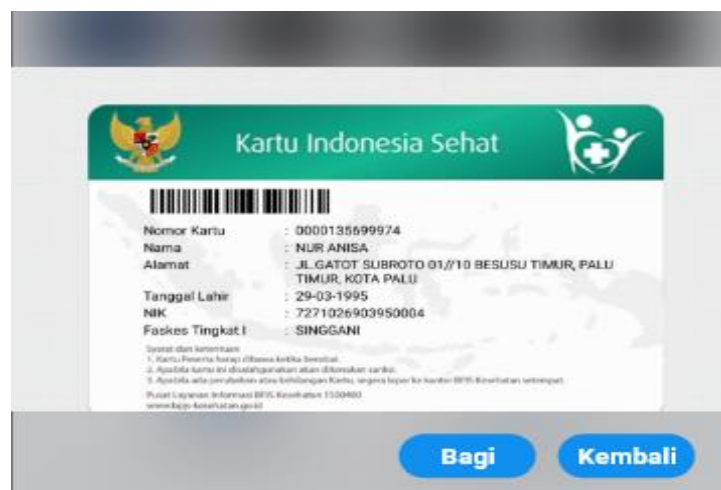 Kartu Indonesia Sehat
Nomor Kartu : 0000135699974
Nama : NUR ANISA
Alamat : JL.GATOT SUBROTO 01//10 BESUSU TIMUR, PALU
TIMUR, KOTA PALU
Tanggal Lahir : 29-03-1995
NIK : 7271026903950004
Faskes Tingkat I : SINGGANI
Syarat dan ketentuan
1. Kartu Peserta harap dibawa ketika berobat.
2. Apabila kartu ini disalahgunakan akan dikenakan sanksi.
3. Apabila ada perubahan atau kehilangan Kartu, segera lapor ke kantor BPJS Kesehatan setempat.
Pusat Layanan Informasi BPJS Kesehatan 1500400
www.bpjs-kesehatan.go.id
Bagi
Kembali